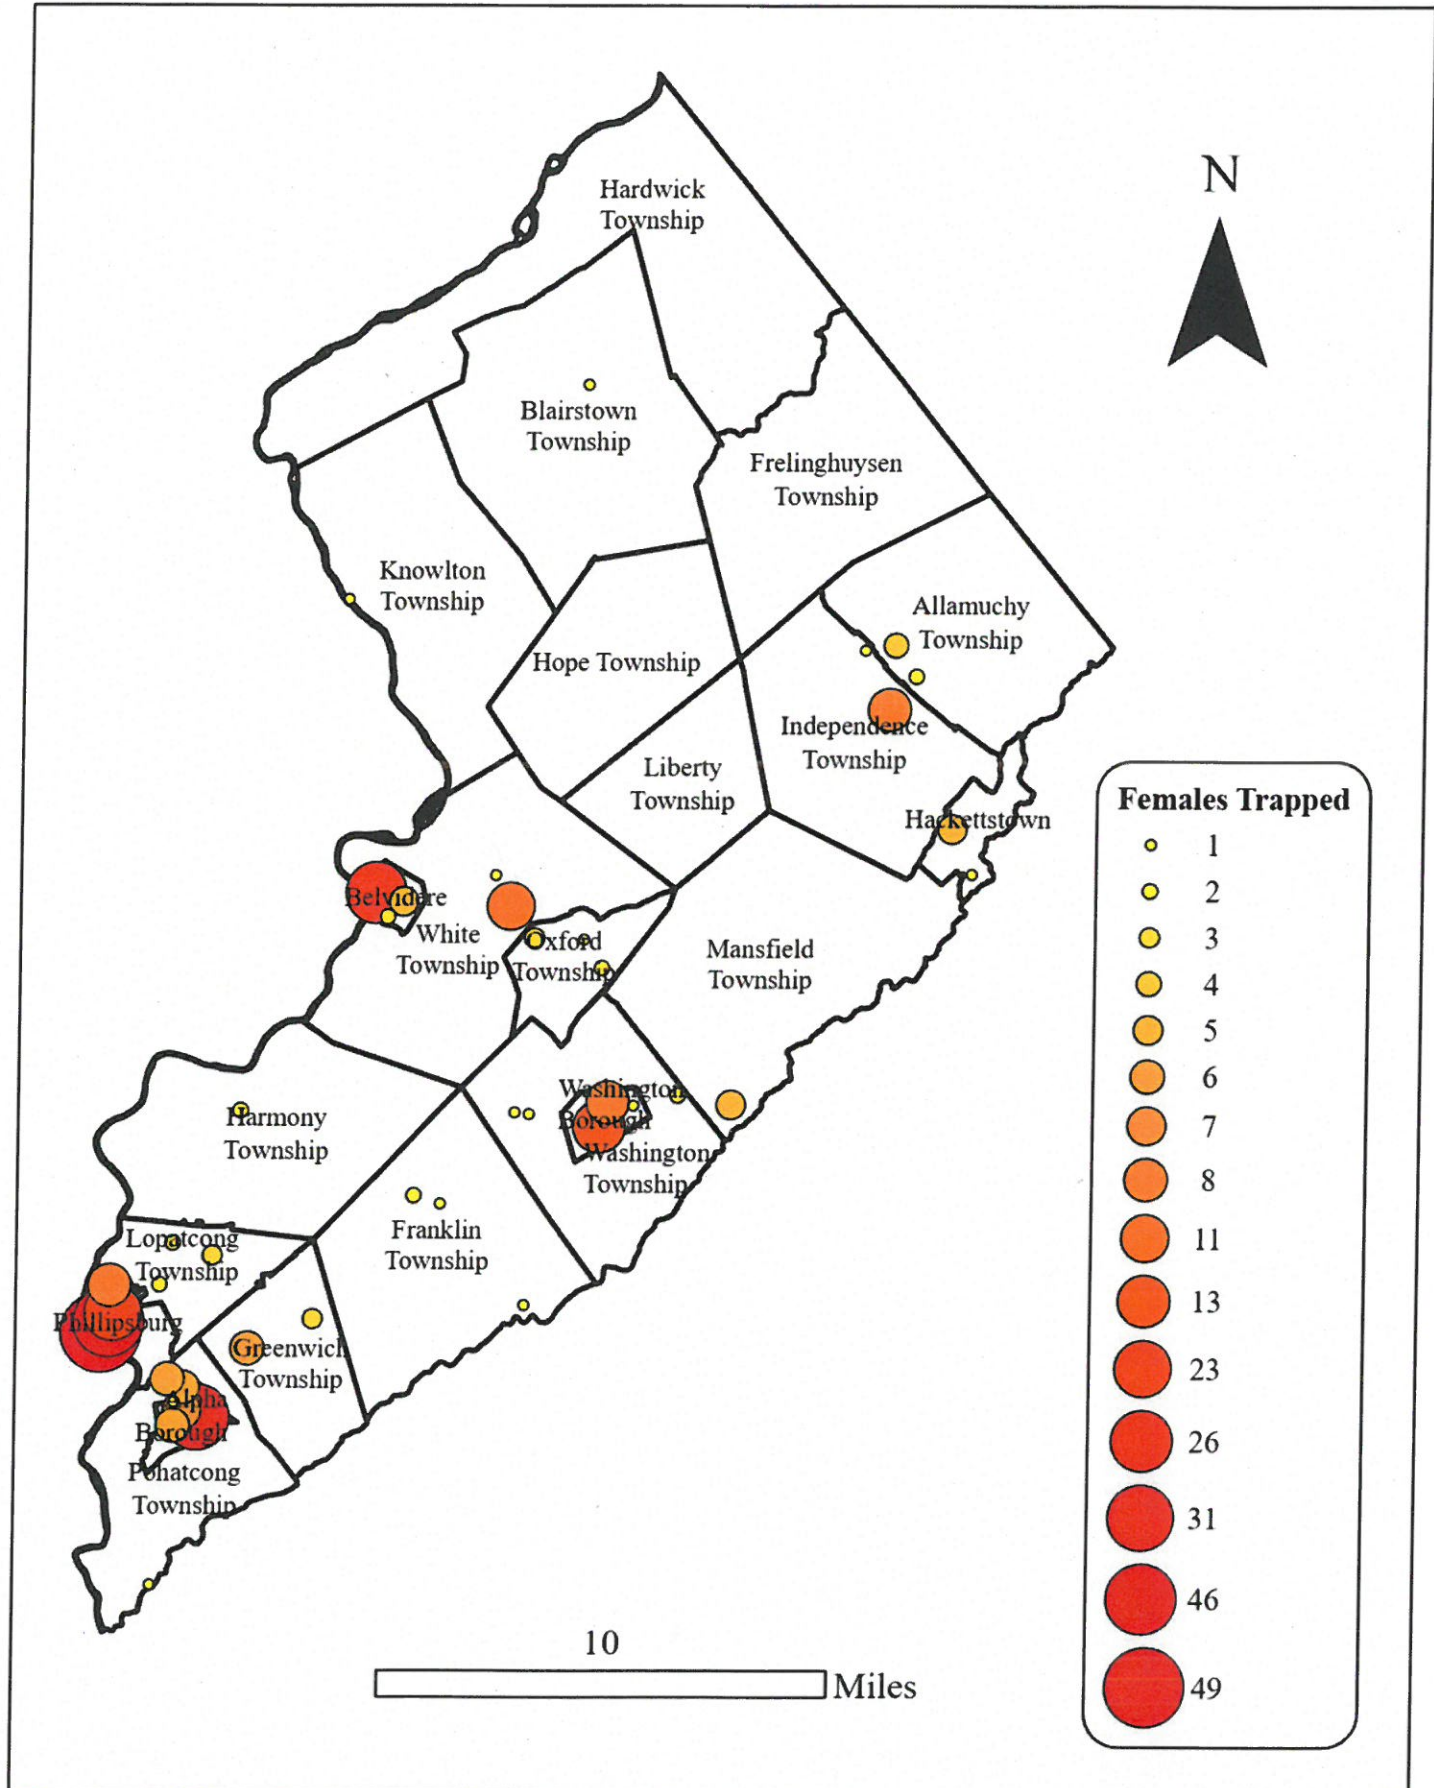 N
Hardwick
Township
Blairstown
Township
Frelinghuysen
Township
Knowlton
Township
Allamuchy
Township
Hope Township
Independence
Township
Liberty
Township
Hackettstown
Belvidere
White
Township
Oxford
Township
Mansfield
Township
Washington
Borough
Washington
Township
Harmony
Township
Franklin
Township
Lopatcong
Township
Phillipsburg
Greenwich
Township
Alpha
Borough
Pohatcong
Township
10
Miles
Females Trapped
1
2
3
4
5
6
7
8
11
13
23
26
31
46
49